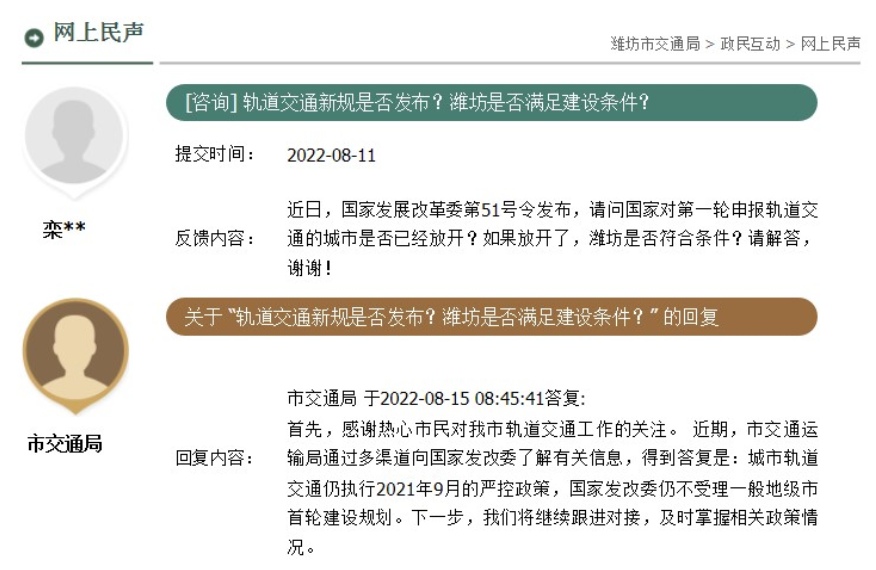 网上民声
潍坊市交通局 > 政民互动 > 网上民声
[咨询] 轨道交通新规是否发布？潍坊是否满足建设条件？
提交时间： 2022-08-11
栾**
反馈内容：
近日，国家发展改革委第51号令发布，请问国家对第一轮申报轨道交
通的城市是否已经放开？如果放开了，潍坊是否符合条件？请解答，
谢谢！
关于 “轨道交通新规是否发布？潍坊是否满足建设条件？” 的回复
市交通局
回复内容：
市交通局 于2022-08-15 08:45:41答复:
首先，感谢热心市民对我市轨道交通工作的关注。 近期，市交通运
输局通过多渠道向国家发改委了解有关信息，得到答复是：城市轨道
交通仍执行2021年9月的严控政策，国家发改委仍不受理一般地级市
首轮建设规划。下一步，我们将继续跟进对接，及时掌握相关政策情
况。